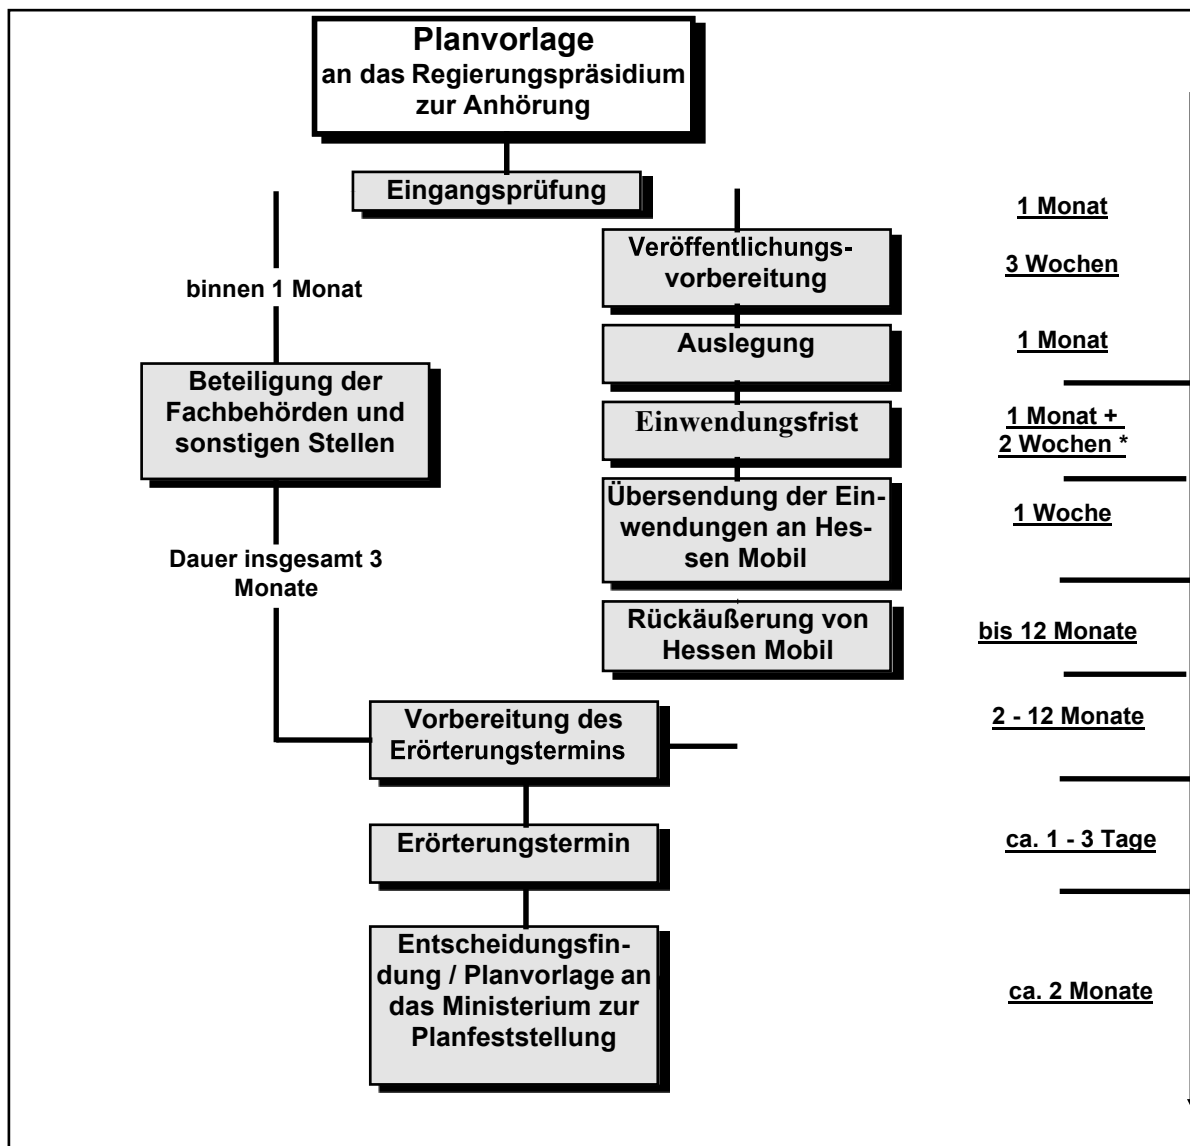 Planvorlage
an das Regierungspräsidium
zur Anhörung
Eingangsprüfung
1 Monat
Veröffentlichungs-
vorbereitung
3 Wochen
binnen 1 Monat
Auslegung
1 Monat
Beteiligung der
Fachbehörden und
sonstigen Stellen
Einwendungsfrist
1 Monat +
2 Wochen *
Übersendung der Ein-
wendungen an Hes-
sen Mobil
1 Woche
Dauer insgesamt 3
Monate
Rückäußerung von
Hessen Mobil
bis 12 Monate
Vorbereitung des
Erörterungstermins
2 - 12 Monate
Erörterungstermin
ca. 1 - 3 Tage
Entscheidungsfin-
dung / Planvorlage an
das Ministerium zur
Planfeststellung
ca. 2 Monate